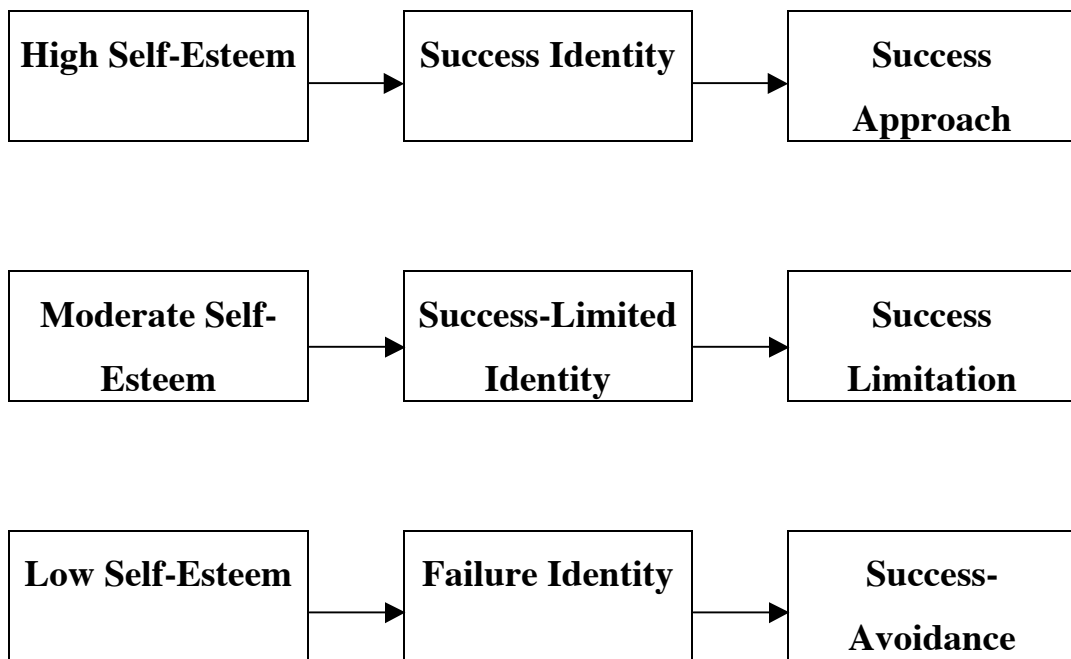 High Self-Esteem
Success Identity
Success
Approach
Moderate Self-
Esteem
Success-Limited
Identity
Success
Limitation
Low Self-Esteem
Failure Identity
Success-
Avoidance